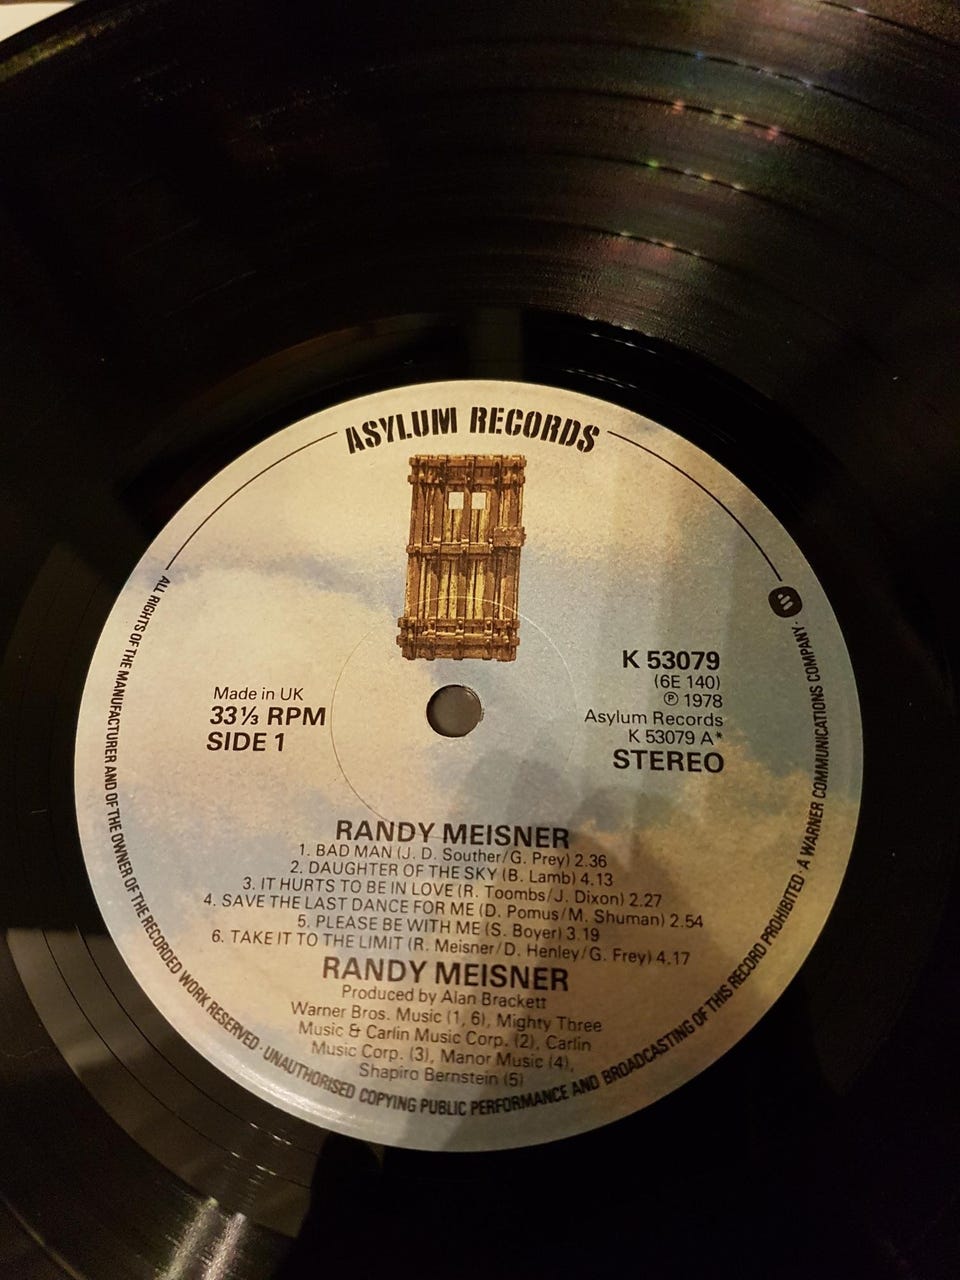 ASYLUM RECORDS
K 53079
(6E 140)
℗ 1978
Asylum Records
K 53079 A*
STEREO
Made in UK
33⅓ RPM
SIDE 1
RANDY MEISNER
1. BAD MAN (J. D. Souther/G. Prey) 2.36
2. DAUGHTER OF THE SKY (B. Lamb) 4.13
3. IT HURTS TO BE IN LOVE (R. Toombs/J. Dixon) 2.27
4. SAVE THE LAST DANCE FOR ME (D. Pomus/M. Shuman) 2.54
5. PLEASE BE WITH ME (S. Boyer) 3.19
6. TAKE IT TO THE LIMIT (R. Meisner/D. Henley/G. Frey) 4.17
RANDY MEISNER
Produced by Alan Brackett
Warner Bros. Music (1, 6), Mighty Three
Music & Carlin Music Corp. (2), Carlin
Music Corp. (3), Manor Music (4),
Shapiro Bernstein (5)
ALL RIGHTS OF THE MANUFACTURER AND OF THE OWNER OF THE RECORDED WORK RESERVED · UNAUTHORISED COPYING PUBLIC PERFORMANCE AND BROADCASTING OF THIS RECORD PROHIBITED · A WARNER COMMUNICATIONS COMPANY ·